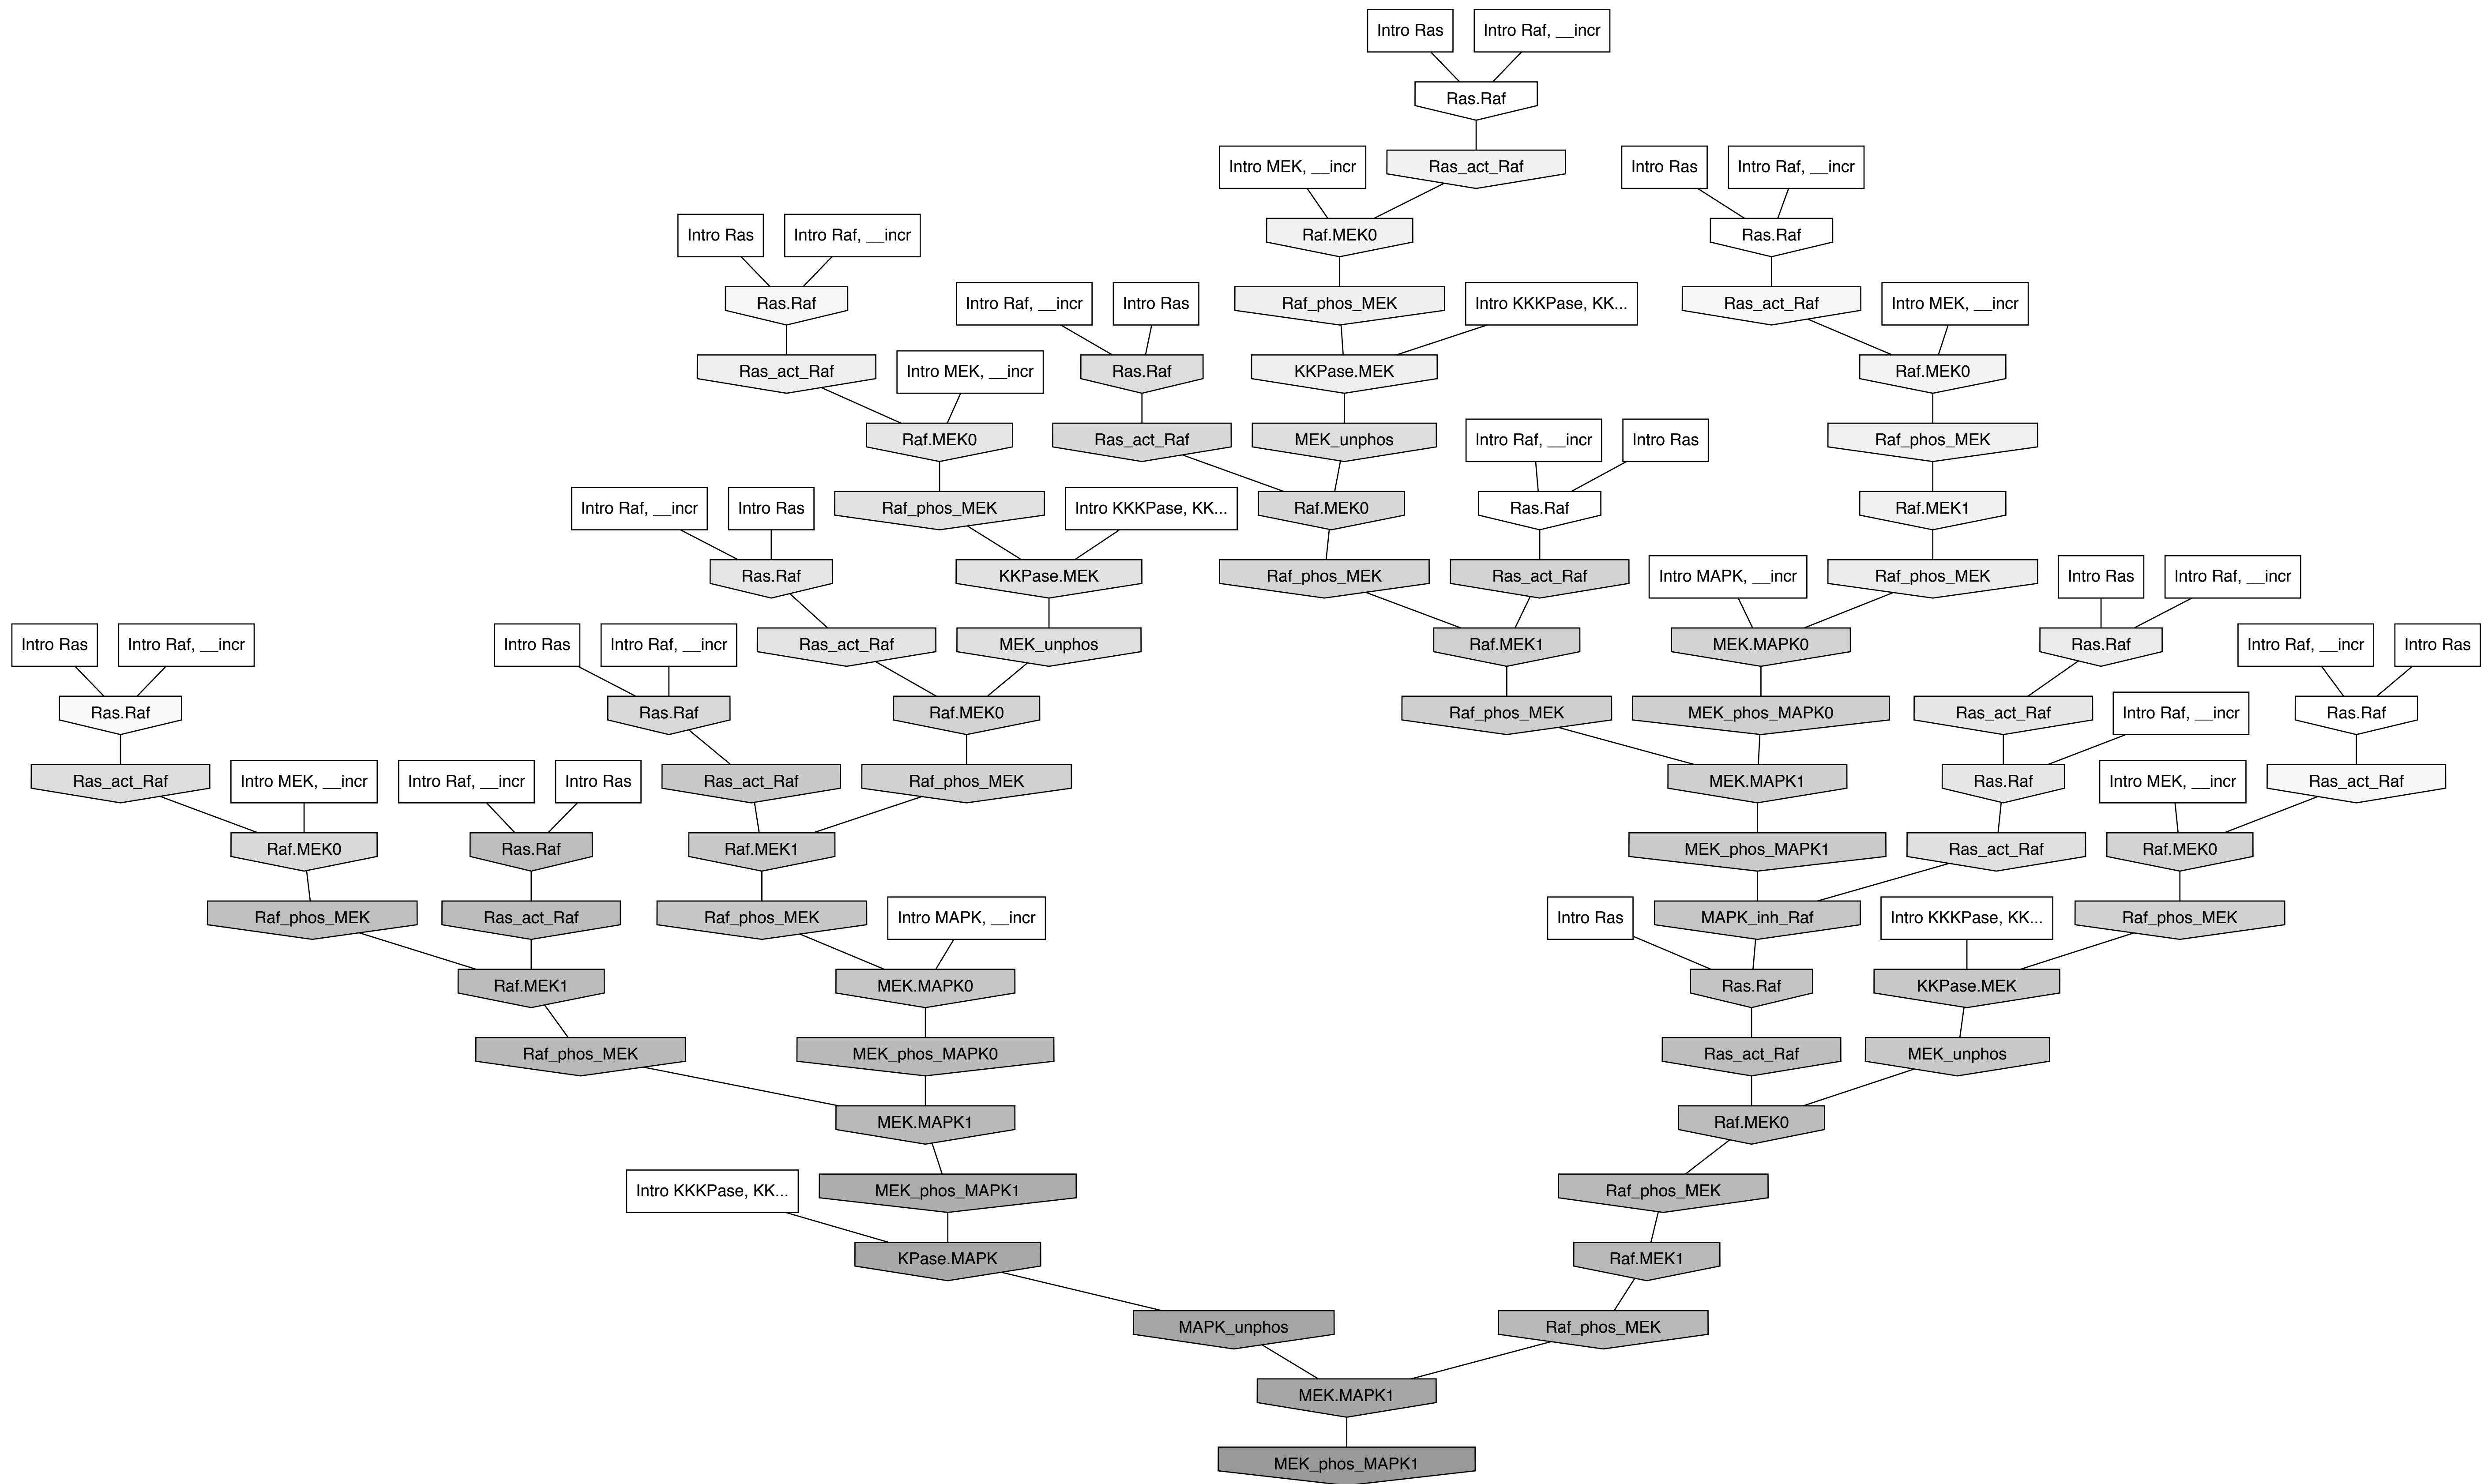 Intro Ras
Intro Raf, __incr
Ras.Raf
Intro MEK, __incr
Ras_act_Raf
Intro Ras
Intro Raf, __incr
Intro Ras
Intro Raf, __incr
Raf.MEK0
Ras.Raf
Ras.Raf
Intro Raf, __incr
Intro Ras
Raf_phos_MEK
Intro KKKPase, KK...
Ras_act_Raf
Intro MEK, __incr
Ras_act_Raf
Intro MEK, __incr
Ras.Raf
KKPase.MEK
Raf.MEK0
Raf.MEK0
Ras_act_Raf
MEK_unphos
Intro Raf, __incr
Intro Ras
Raf_phos_MEK
Intro Raf, __incr
Intro Ras
Raf_phos_MEK
Intro KKKPase, KK...
Raf.MEK0
Ras.Raf
Raf.MEK1
Ras.Raf
KKPase.MEK
Raf_phos_MEK
Ras_act_Raf
Intro MAPK, __incr
Raf_phos_MEK
Intro Ras
Intro Raf, __incr
Intro Ras
Intro Raf, __incr
Intro Ras
Intro Raf, __incr
Ras_act_Raf
MEK_unphos
Raf.MEK1
MEK.MAPK0
Ras.Raf
Intro Raf, __incr
Intro Ras
Ras.Raf
Ras.Raf
Raf.MEK0
Raf_phos_MEK
MEK_phos_MAPK0
Ras_act_Raf
Intro Raf, __incr
Ras.Raf
Ras_act_Raf
Intro MEK, __incr
Intro Raf, __incr
Intro Ras
Ras_act_Raf
Raf_phos_MEK
MEK.MAPK1
Ras.Raf
Intro MEK, __incr
Ras_act_Raf
Raf.MEK0
Ras.Raf
Raf.MEK1
MEK_phos_MAPK1
Ras_act_Raf
Raf.MEK0
Raf_phos_MEK
Ras_act_Raf
Raf_phos_MEK
Intro MAPK, __incr
Intro Ras
MAPK_inh_Raf
Intro KKKPase, KK...
Raf_phos_MEK
Raf.MEK1
MEK.MAPK0
Ras.Raf
KKPase.MEK
Raf_phos_MEK
MEK_phos_MAPK0
Ras_act_Raf
MEK_unphos
MEK.MAPK1
Raf.MEK0
Intro KKKPase, KK...
MEK_phos_MAPK1
Raf_phos_MEK
KPase.MAPK
Raf.MEK1
MAPK_unphos
Raf_phos_MEK
MEK.MAPK1
MEK_phos_MAPK1